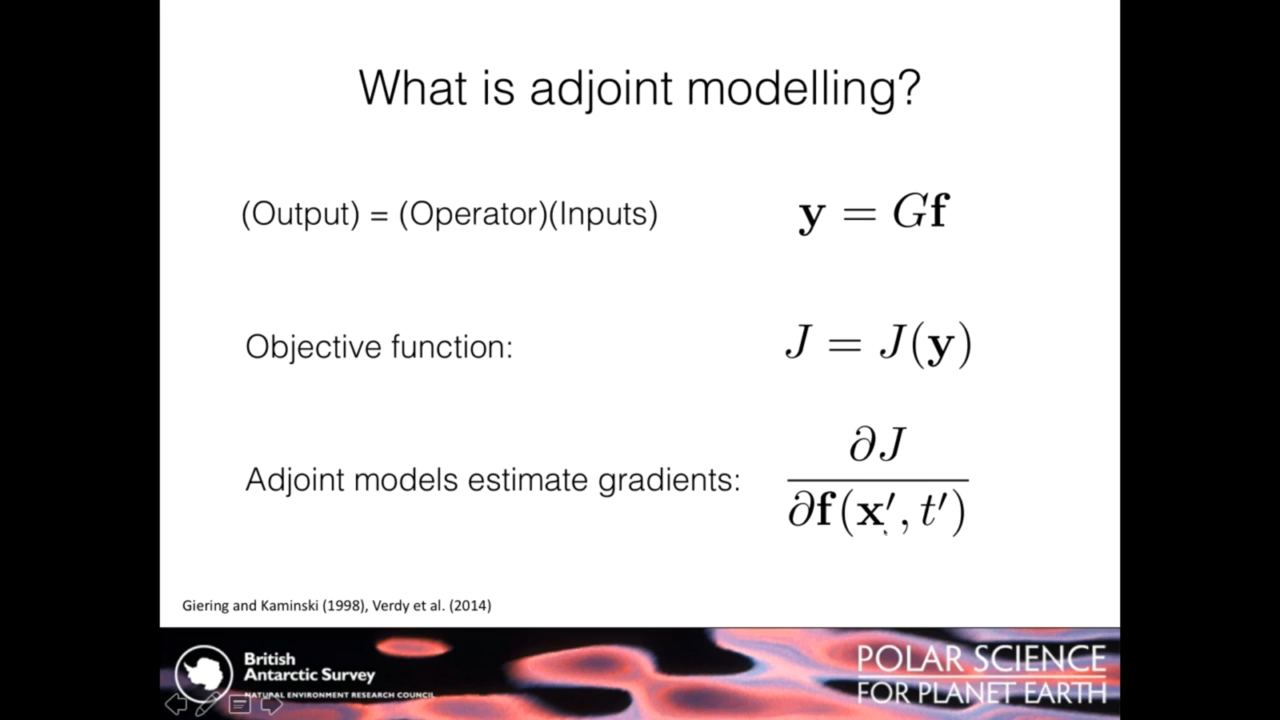 What is adjoint modelling?
(Output) = (Operator)(Inputs)
y = Gf
Objective function:
J = J(y)
Adjoint models estimate gradients:
∂J
∂f(x′, t′)
Giering and Kaminski (1998), Verdy et al. (2014)
British
Antarctic Survey
NATURAL ENVIRONMENT RESEARCH COUNCIL
POLAR SCIENCE
FOR PLANET EARTH